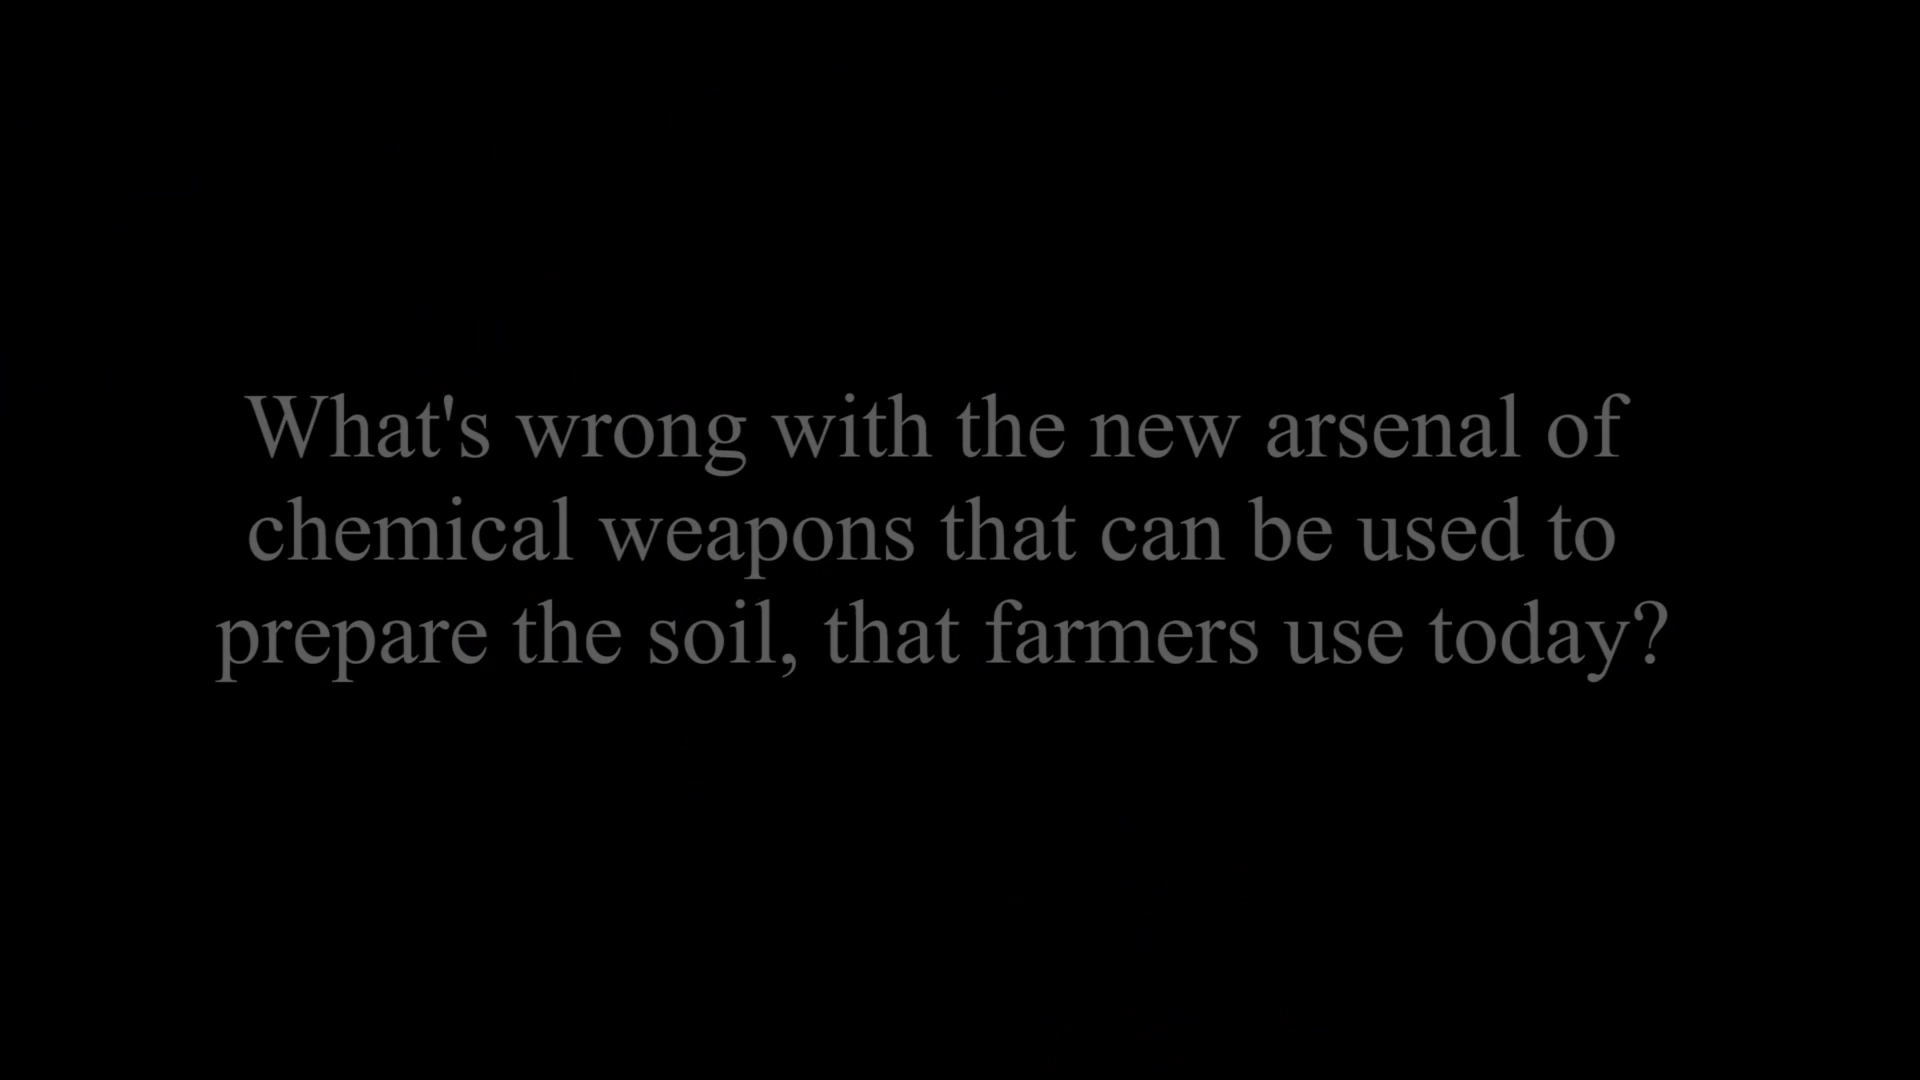 What's wrong with the new arsenal of
chemical weapons that can be used to
prepare the soil, that farmers use today?